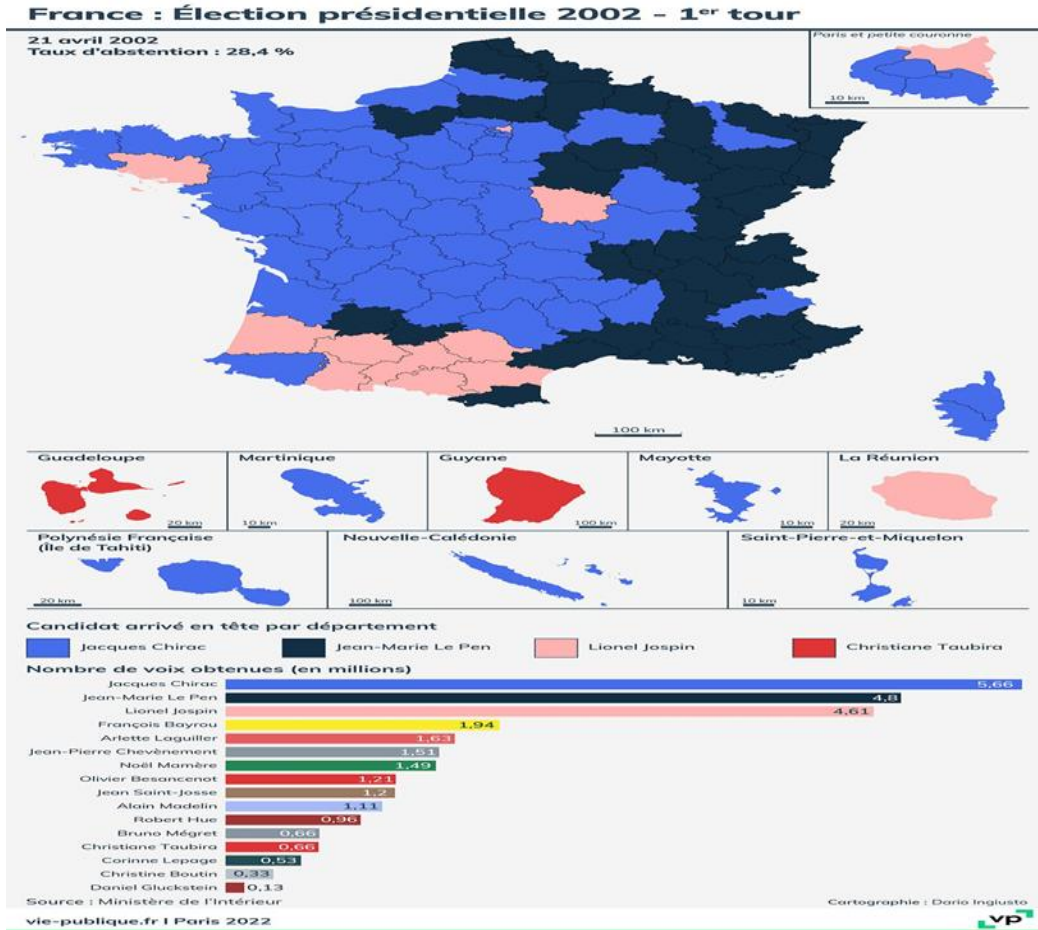 France : Élection présidentielle 2002 - 1er tour
21 avril 2002
Taux d'abstention : 28,4 %
Paris et petite couronne
10 km
100 km
Guadeloupe
20 km
Martinique
10 km
Guyane
100 km
Mayotte
10 km
La Réunion
20 km
Polynésie Française
(Île de Tahiti)
20 km
Nouvelle-Calédonie
100 km
Saint-Pierre-et-Miquelon
10 km
Candidat arrivé en tête par département
Jacques Chirac
Jean-Marie Le Pen
Lionel Jospin
Christiane Taubira
Nombre de voix obtenues (en millions)
Jacques Chirac 5,66
Jean-Marie Le Pen 4,8
Lionel Jospin 4,61
François Bayrou 1,94
Arlette Laguiller 1,63
Jean-Pierre Chevènement 1,51
Noël Mamère 1,49
Olivier Besancenot 1,21
Jean Saint-Josse 1,2
Alain Madelin 1,11
Robert Hue 0,96
Bruno Mégret 0,66
Christiane Taubira 0,66
Corinne Lepage 0,53
Christine Boutin 0,33
Daniel Gluckstein 0,13
Source : Ministère de l'Intérieur
Cartographie : Dario Ingiusto
vie-publique.fr I Paris 2022
vp